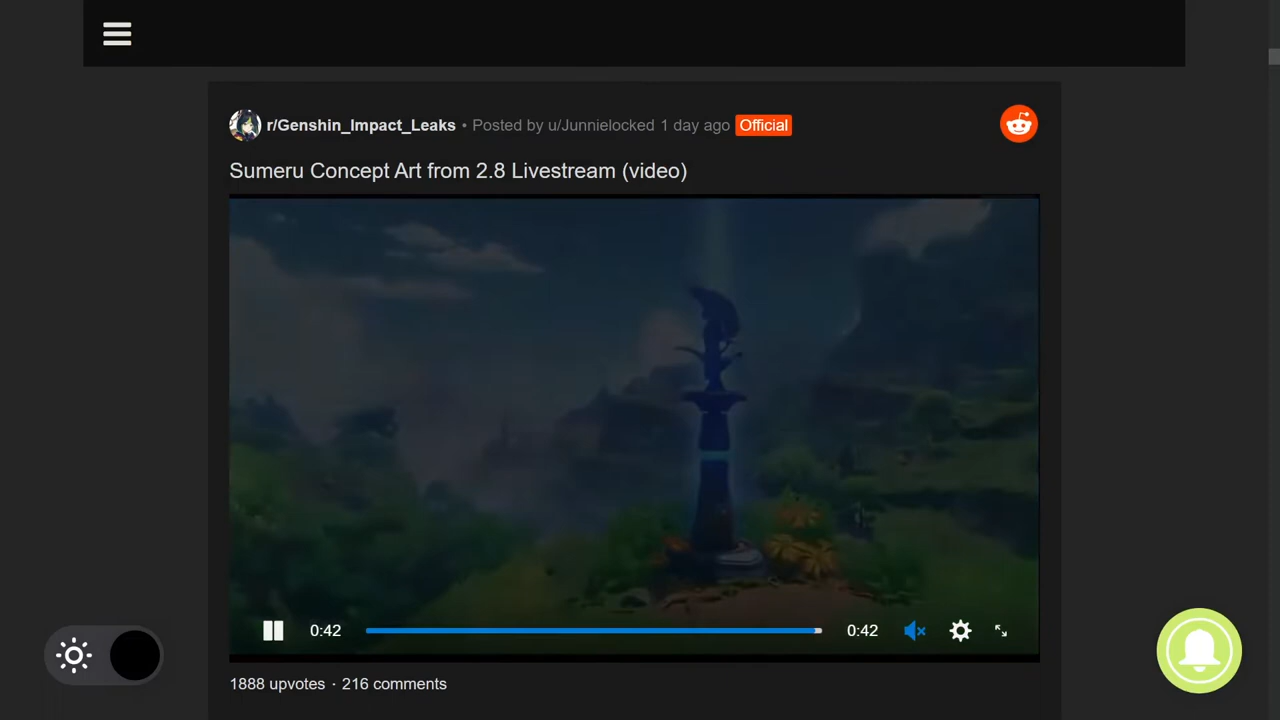 r/Genshin_Impact_Leaks • Posted by u/Junnielocked 1 day ago Official
Sumeru Concept Art from 2.8 Livestream (video)
0:42 0:42
1888 upvotes · 216 comments